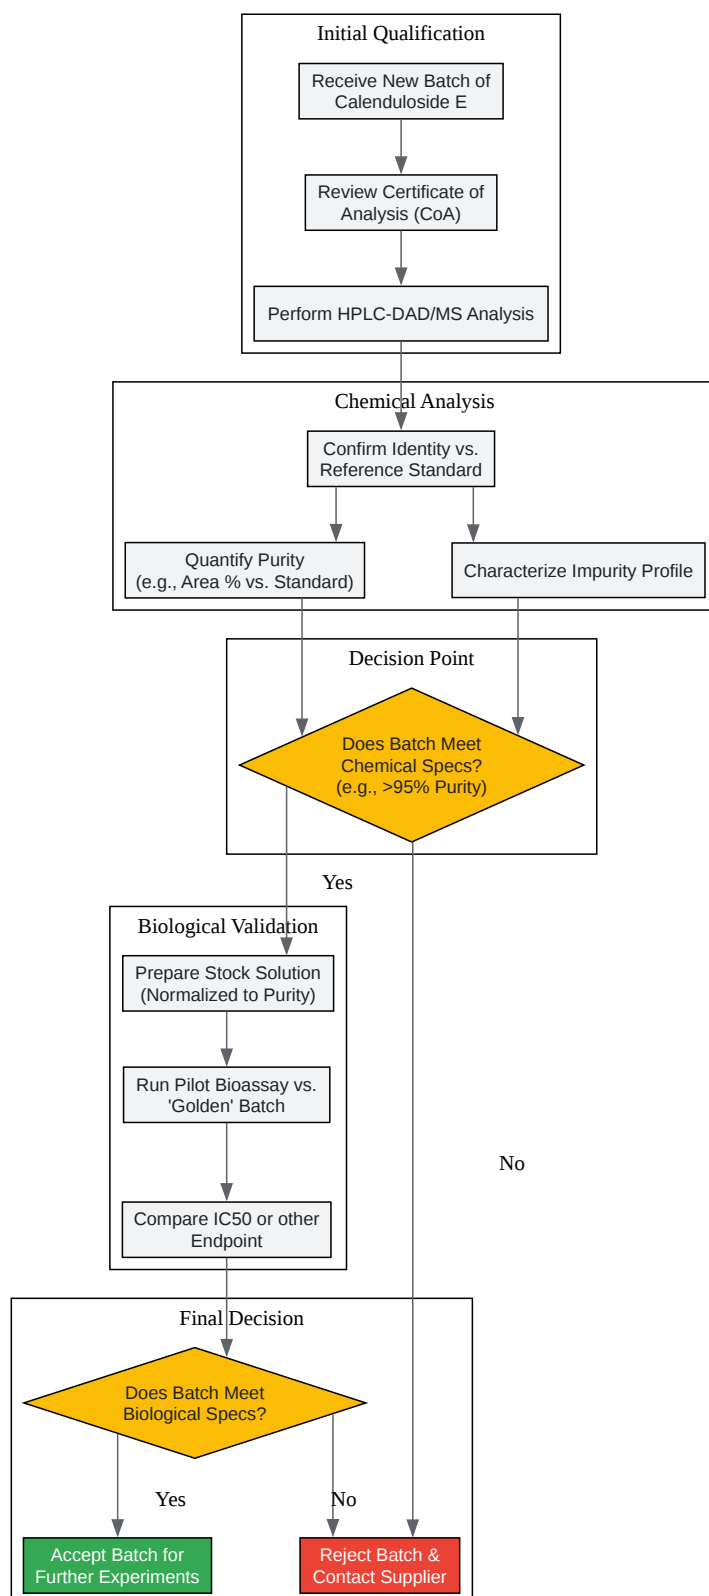 Initial Qualification
Receive New Batch of
Calenduloside E
Review Certificate of
Analysis (CoA)
Perform HPLC-DAD/MS Analysis
Chemical Analysis
Confirm Identity vs.
Reference Standard
Quantify Purity
(e.g., Area % vs. Standard)
Characterize Impurity Profile
Decision Point
Does Batch Meet
Chemical Specs?
(e.g., >95% Purity)
Yes
Biological Validation
Prepare Stock Solution
(Normalized to Purity)
Run Pilot Bioassay vs.
'Golden' Batch
No
Compare IC50 or other
Endpoint
Final Decision
Does Batch Meet
Biological Specs?
Yes
No
Accept Batch for
Further Experiments
Reject Batch &
Contact Supplier